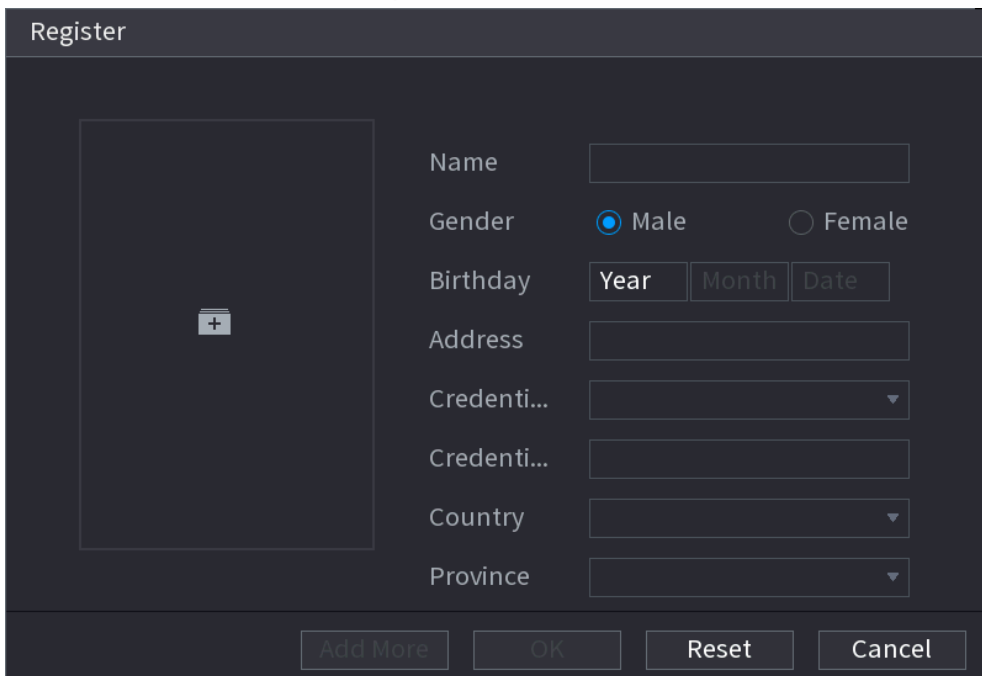 Register
Name
Gender Male Female
Birthday Year Month Date
Address
Credenti...
Credenti...
Country
Province
Add More OK Reset Cancel